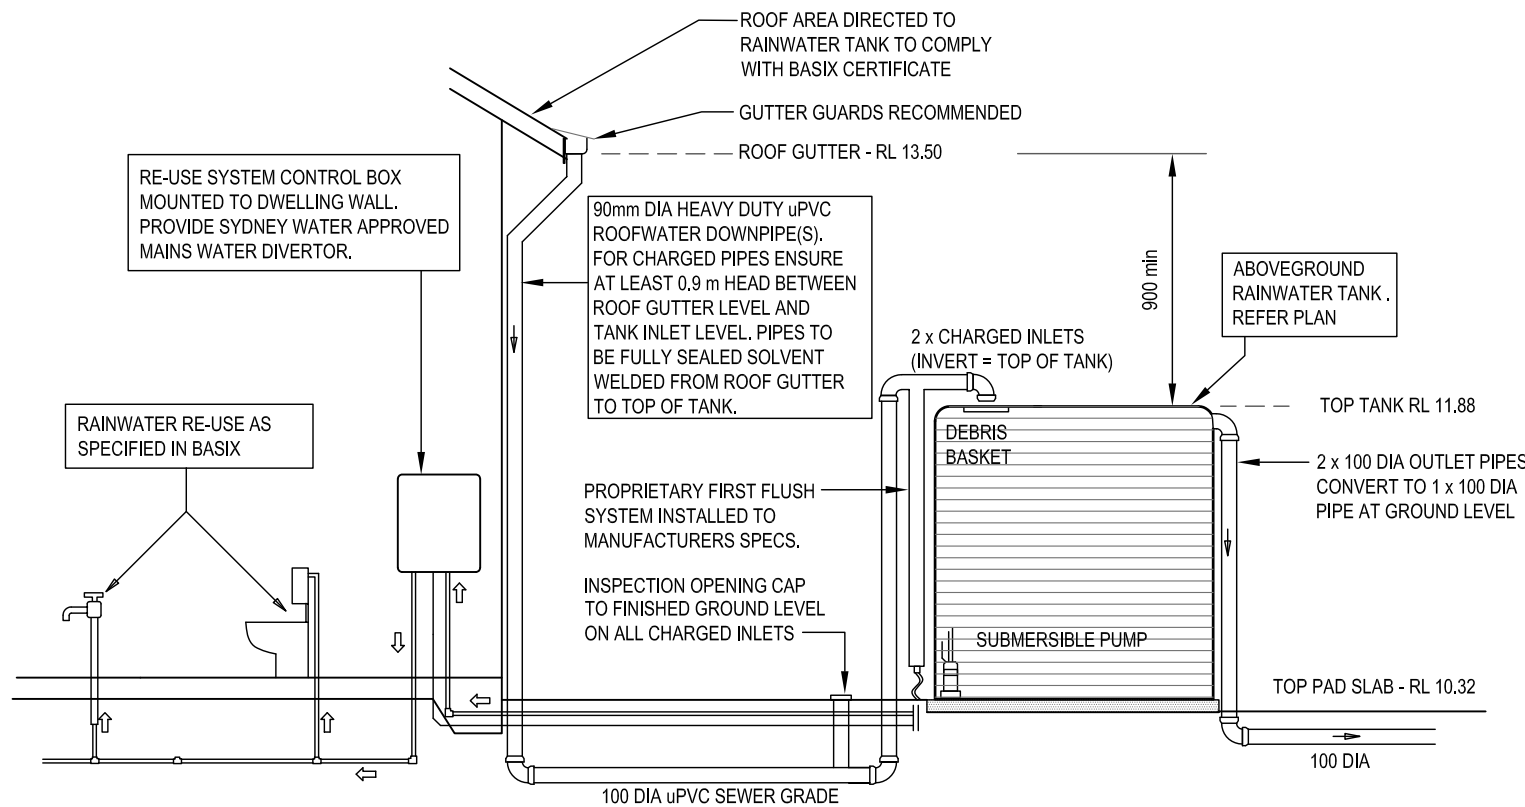 ROOF AREA DIRECTED TO
RAINWATER TANK TO COMPLY
WITH BASIX CERTIFICATE
GUTTER GUARDS RECOMMENDED
ROOF GUTTER - RL 13.50
RE-USE SYSTEM CONTROL BOX
MOUNTED TO DWELLING WALL.
PROVIDE SYDNEY WATER APPROVED
MAINS WATER DIVERTOR.
90mm DIA HEAVY DUTY uPVC
ROOFWATER DOWNPIPE(S).
FOR CHARGED PIPES ENSURE
AT LEAST 0.9 m HEAD BETWEEN
ROOF GUTTER LEVEL AND
TANK INLET LEVEL. PIPES TO
BE FULLY SEALED SOLVENT
WELDED FROM ROOF GUTTER
TO TOP OF TANK.
900 min
ABOVEGROUND
RAINWATER TANK .
REFER PLAN
2 x CHARGED INLETS
(INVERT = TOP OF TANK)
TOP TANK RL 11.88
RAINWATER RE-USE AS
SPECIFIED IN BASIX
DEBRIS
BASKET
2 x 100 DIA OUTLET PIPES
CONVERT TO 1 x 100 DIA
PIPE AT GROUND LEVEL
PROPRIETARY FIRST FLUSH
SYSTEM INSTALLED TO
MANUFACTURERS SPECS.
INSPECTION OPENING CAP
TO FINISHED GROUND LEVEL
ON ALL CHARGED INLETS
SUBMERSIBLE PUMP
TOP PAD SLAB - RL 10.32
100 DIA
100 DIA uPVC SEWER GRADE